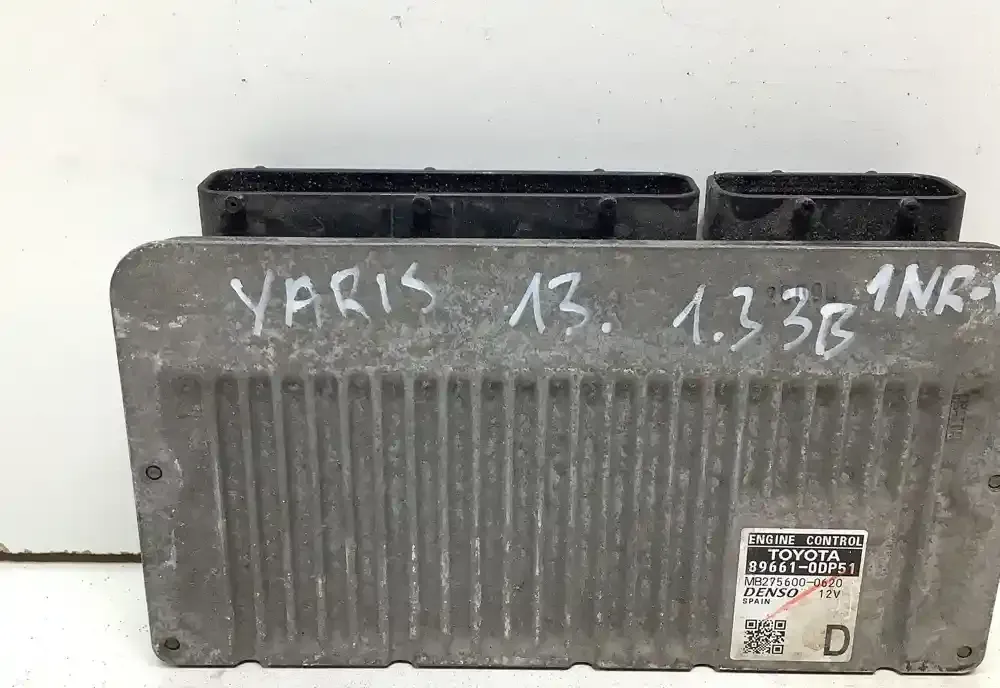 YARIS 13. 1.33B 1NR-
ENGINE CONTROL
TOYOTA
89661-0DP51
MB275600-0620
DENSO 12V
SPAIN
D